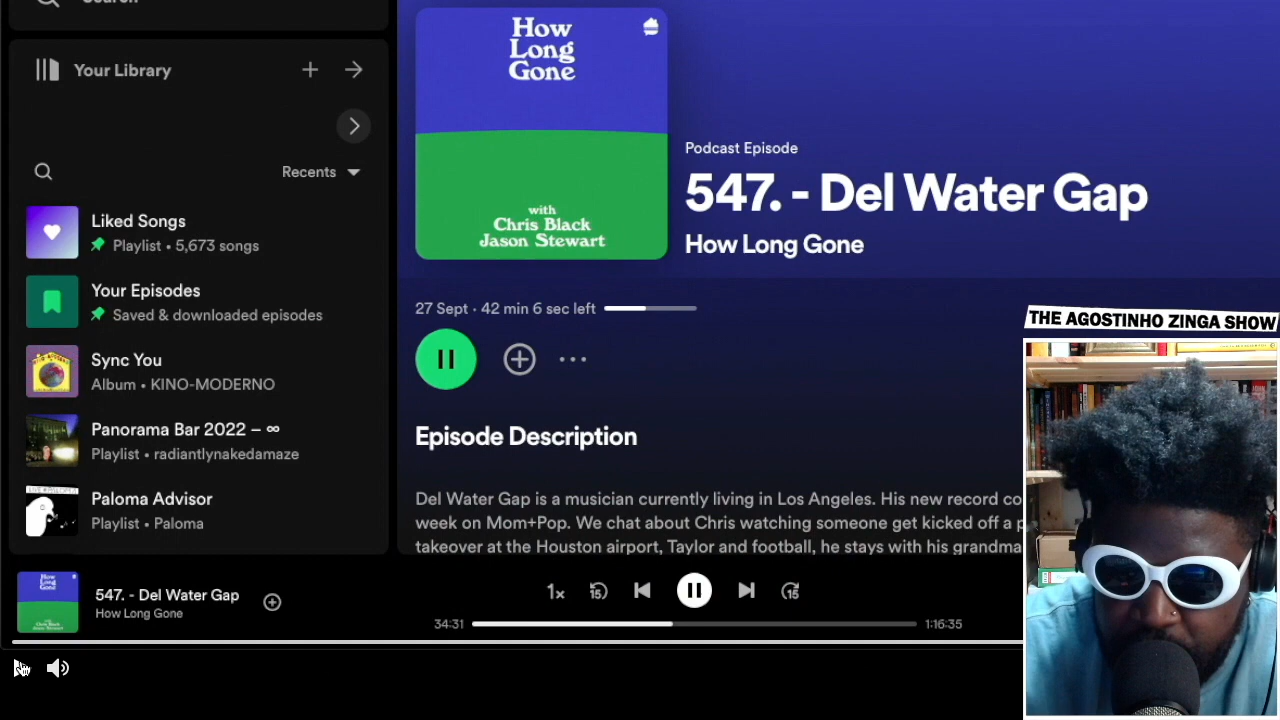 Search
Your Library
Recents
Liked Songs
Playlist • 5,673 songs
Your Episodes
Saved & downloaded episodes
Sync You
Album • KINO-MODERNO
Panorama Bar 2022 – ∞
Playlist • radiantlynakedamaze
Paloma Advisor
Playlist • Paloma
How
Long
Gone
with
Chris Black
Jason Stewart
Podcast Episode
547. - Del Water Gap
How Long Gone
27 Sept · 42 min 6 sec left
Episode Description
Del Water Gap is a musician currently living in Los Angeles. His new record co
week on Mom+Pop. We chat about Chris watching someone get kicked off a p
takeover at the Houston airport, Taylor and football, he stays with his grandma
THE AGOSTINHO ZINGA SHOW
How
Long
Gone
547. - Del Water Gap
How Long Gone
1x
15
15
34:31
1:16:35